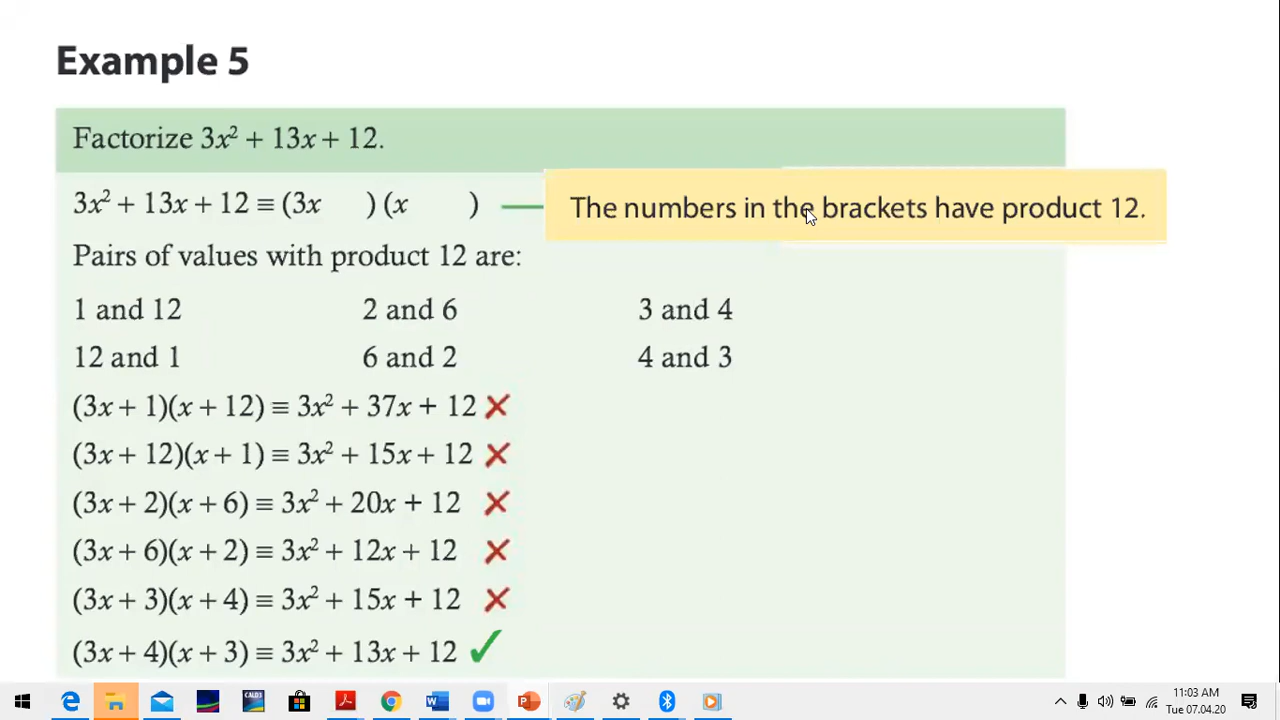 Example 5
Factorize 3x² + 13x + 12.
3x² + 13x + 12 ≡ (3x      ) (x      )
The numbers in the brackets have product 12.
Pairs of values with product 12 are:
1 and 12    2 and 6    3 and 4
12 and 1    6 and 2    4 and 3
(3x + 1)(x + 12) ≡ 3x² + 37x + 12 ✗
(3x + 12)(x + 1) ≡ 3x² + 15x + 12 ✗
(3x + 2)(x + 6) ≡ 3x² + 20x + 12 ✗
(3x + 6)(x + 2) ≡ 3x² + 12x + 12 ✗
(3x + 3)(x + 4) ≡ 3x² + 15x + 12 ✗
(3x + 4)(x + 3) ≡ 3x² + 13x + 12 ✓
CALD3
11:03 AM
Tue 07.04.20